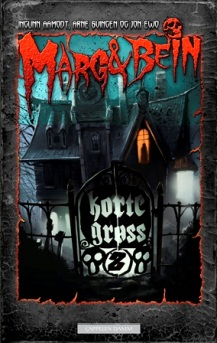 INGUNN AAMODT, ARNE SVINGEN OG JON EWO
MARG & BEIN
korte
grøss
2
CAPPELEN DAMM